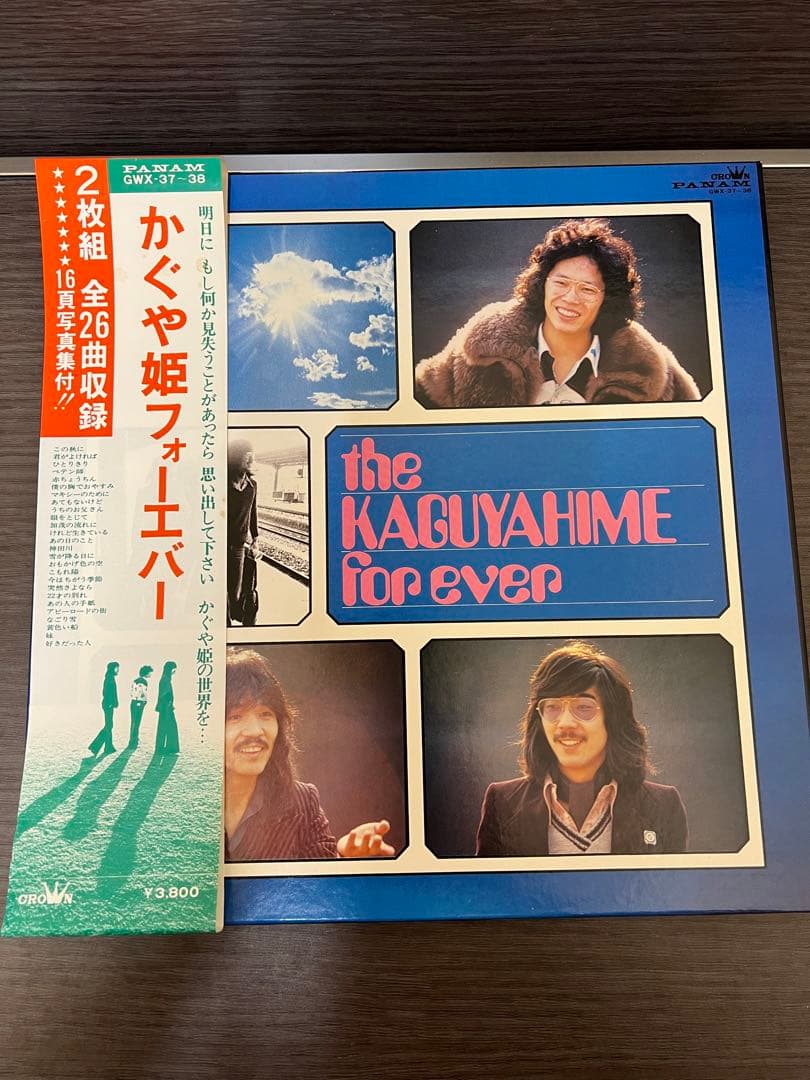 PANAM
GWX-37~38
2枚組 全26曲収録
★★★★★★★16頁写真集付!!
かぐや姫フォーエバー
明日に もし何か見失うことがあったら 思い出して下さい かぐや姫の世界を…
この秋に
君がよければ
ひとりきり
ペテン師
赤ちょうちん
僕の胸でおやすみ
マキシーのために
あてもないけど
うちのお父さん
眼をとじて
加茂の流れに
けれど生きている
あの日のこと
神田川
雪が降る日に
おもかげ色の空
こもれ陽
今はちがう季節
突然さよなら
22才の別れ
あの人の手紙
アビーロードの街
なごり雪
黄色い船
妹
好きだった人
CROWN
¥3,800
CROWN
PANAM
GWX-37~38
the
KAGUYAHIME
for ever